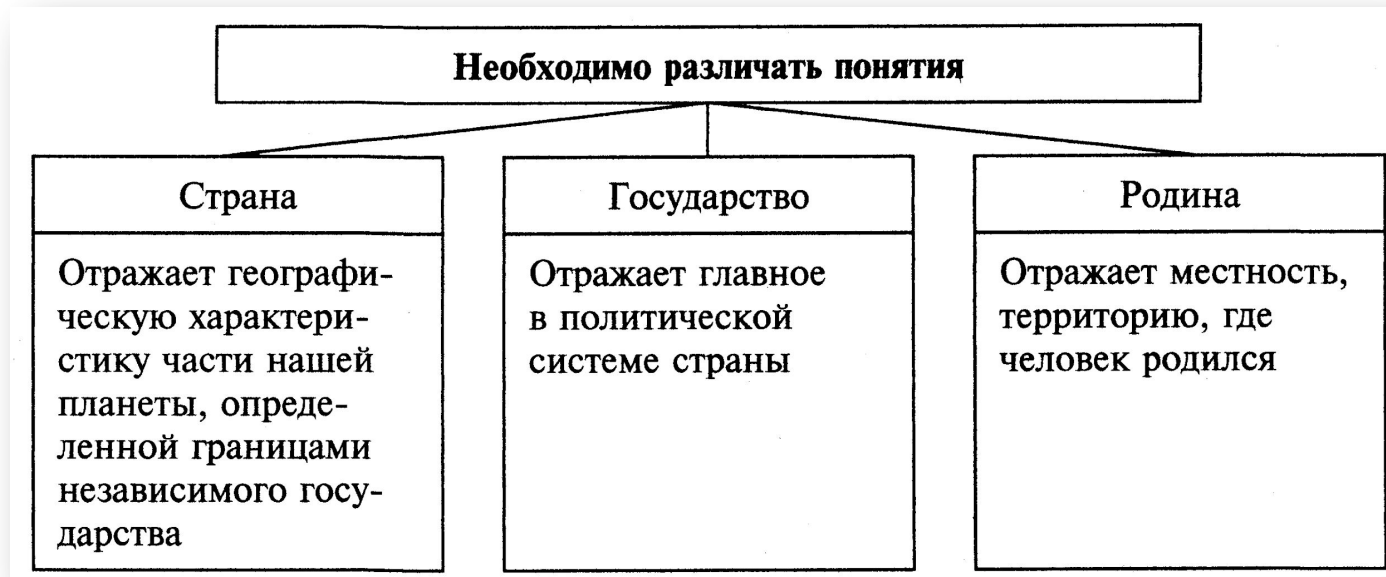 Необходимо различать понятия
Страна
Отражает географи-
ческую характери-
стику части нашей
планеты, опреде-
ленной границами
независимого госу-
дарства
Государство
Отражает главное
в политической
системе страны
Родина
Отражает местность,
территорию, где
человек родился